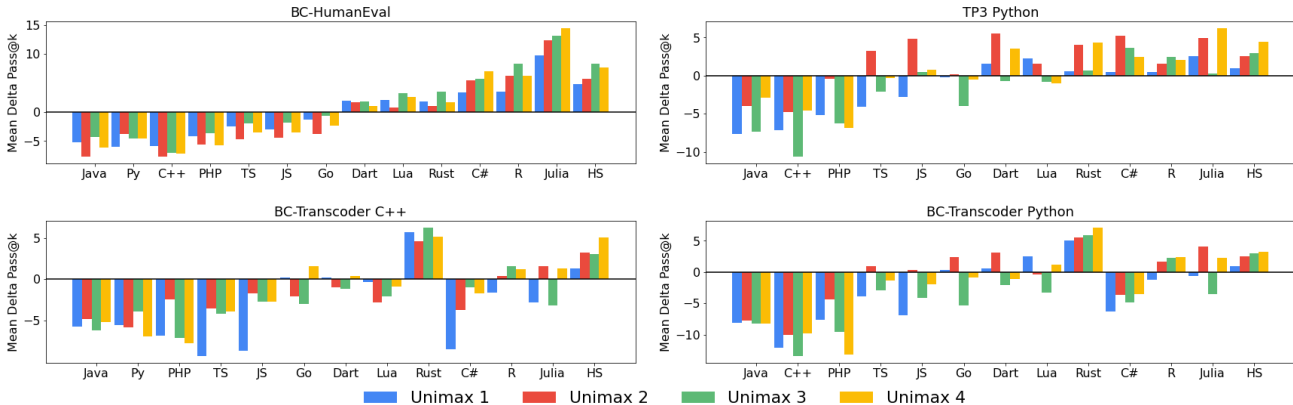 BC-HumanEval
Mean Delta Pass@k
15
10
0
−5
Java Py C++ PHP TS JS Go Dart Lua Rust C# R Julia HS
TP3 Python
Mean Delta Pass@k
5
0
−5
−10
Java C++ PHP TS JS Go Dart Lua Rust C# R Julia HS
BC-Transcoder C++
Mean Delta Pass@k
5
0
−5
Java Py PHP TS JS Go Dart Lua Rust C# R Julia HS
BC-Transcoder Python
Mean Delta Pass@k
5
0
−5
−10
Java C++ PHP TS JS Go Dart Lua Rust C# R Julia HS
Unimax 1 Unimax 2 Unimax 3 Unimax 4